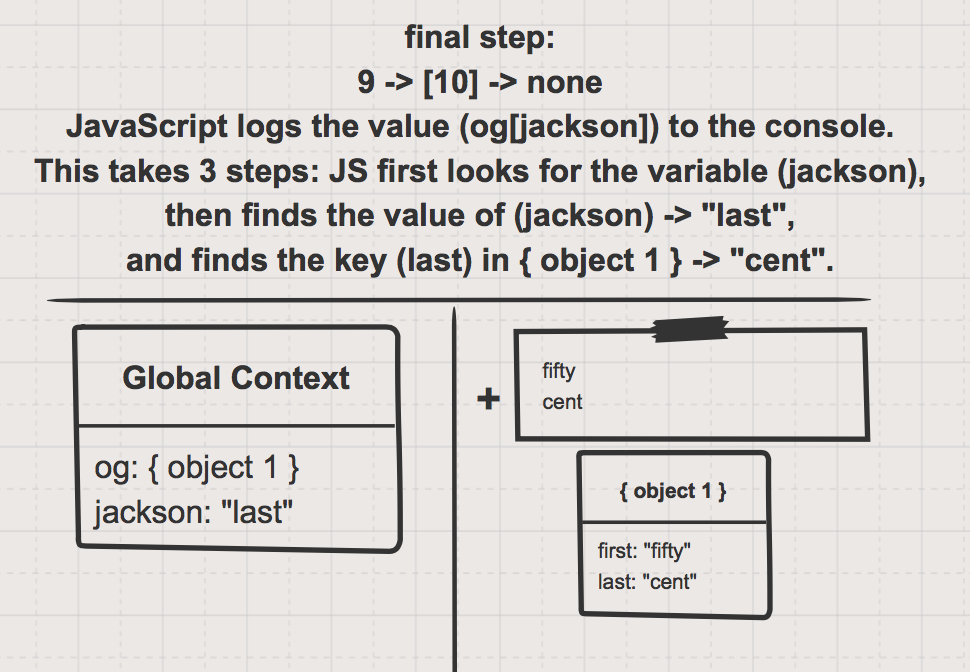 final step:
9 -> [10] -> none
JavaScript logs the value (og[jackson]) to the console.
This takes 3 steps: JS first looks for the variable (jackson),
then finds the value of (jackson) -> "last",
and finds the key (last) in { object 1 } -> "cent".
Global Context
og: { object 1 }
jackson: "last"
+
fifty
cent
{ object 1 }
first: "fifty"
last: "cent"